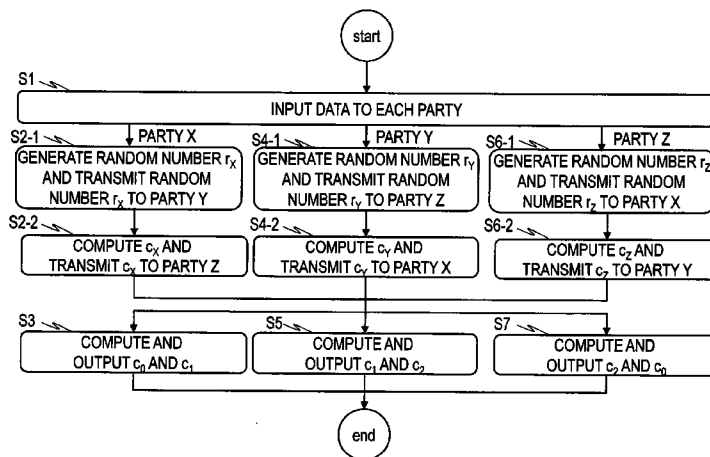 start
S1
INPUT DATA TO EACH PARTY
PARTY X
PARTY Y
PARTY Z
S2-1
GENERATE RANDOM NUMBER rX
AND TRANSMIT RANDOM
NUMBER rX TO PARTY Y
S4-1
GENERATE RANDOM NUMBER rY
AND TRANSMIT RANDOM
NUMBER rY TO PARTY Z
S6-1
GENERATE RANDOM NUMBER rZ
AND TRANSMIT RANDOM
NUMBER rZ TO PARTY X
S2-2
COMPUTE cX AND
TRANSMIT cX TO PARTY Z
S4-2
COMPUTE cY AND
TRANSMIT cY TO PARTY X
S6-2
COMPUTE cZ AND
TRANSMIT cZ TO PARTY Y
S3
COMPUTE AND
OUTPUT c0 AND c1
S5
COMPUTE AND
OUTPUT c1 AND c2
S7
COMPUTE AND
OUTPUT c2 AND c0
end